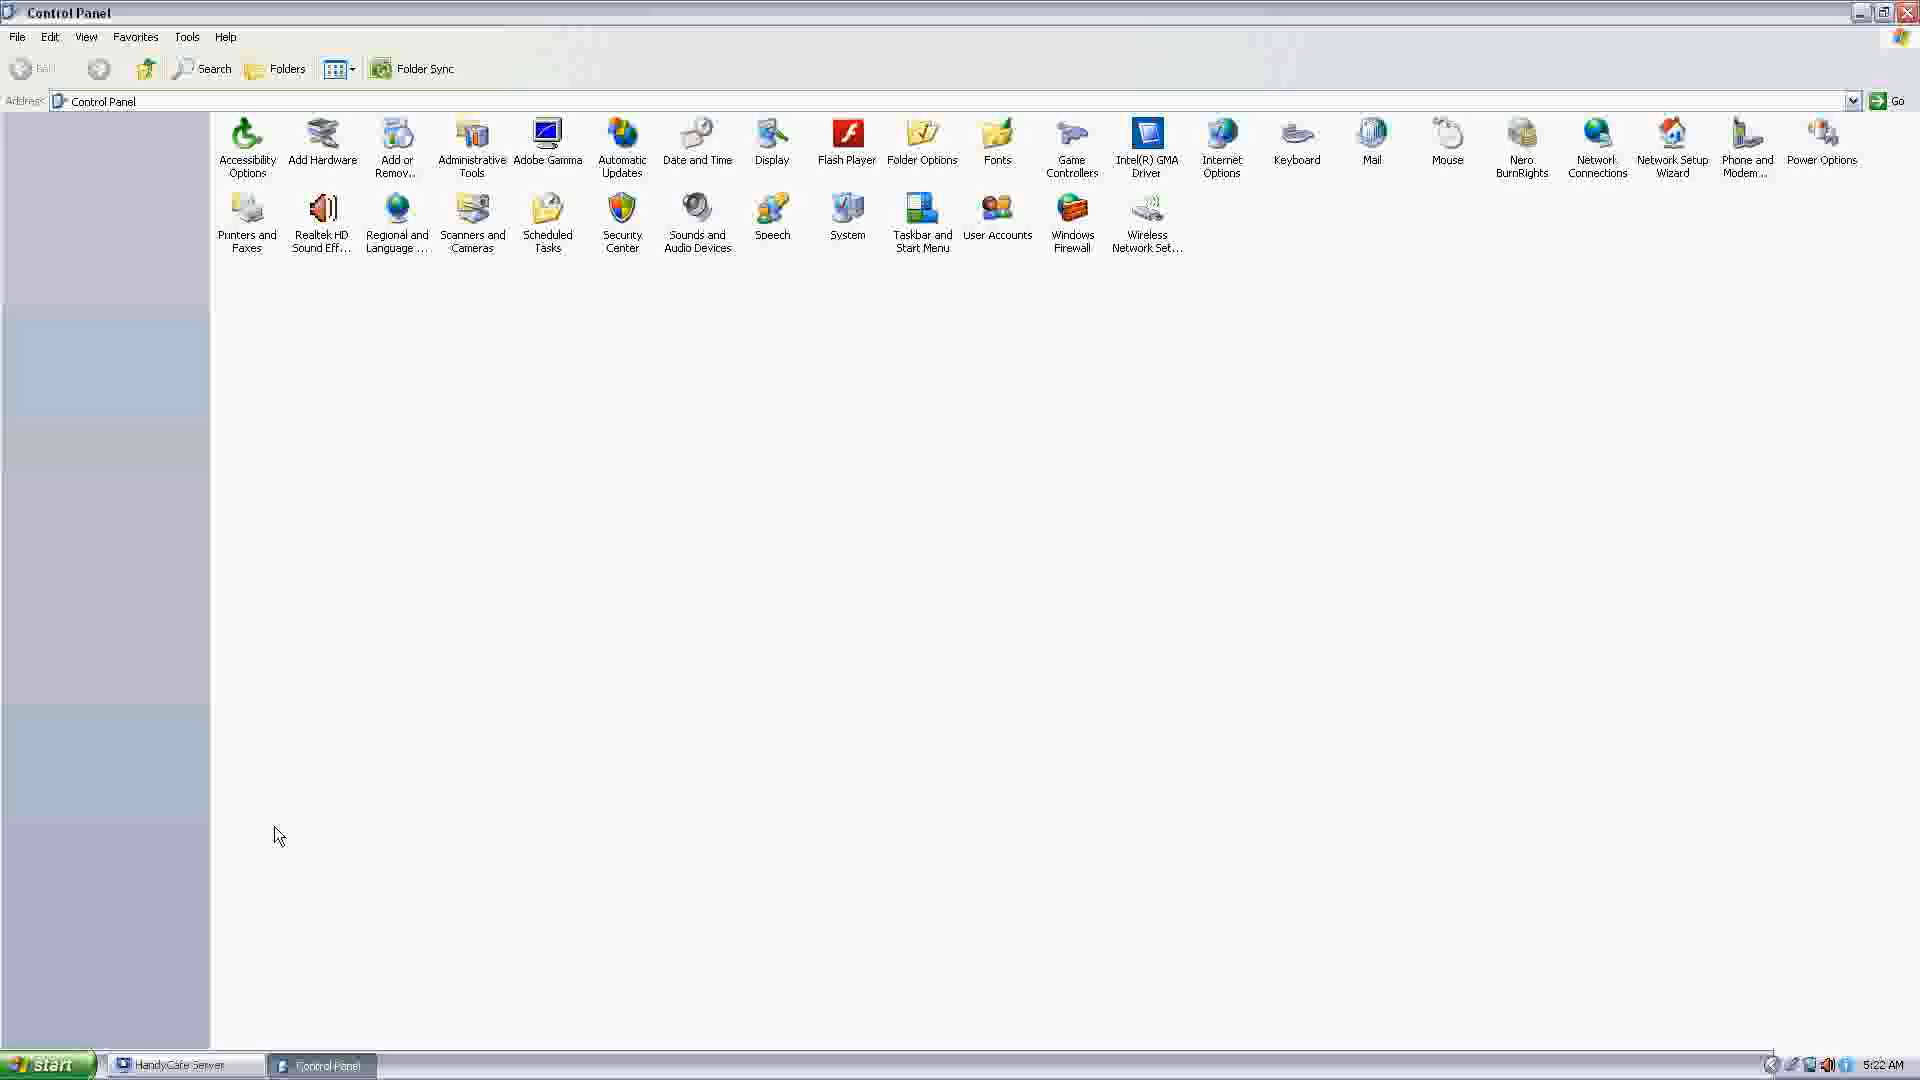 Control Panel
File Edit View Favorites Tools Help
Back Search Folders Folder Sync
Address Control Panel Go
Accessibility Options
Add Hardware
Add or Remov...
Administrative Tools
Adobe Gamma
Automatic Updates
Date and Time
Display
Flash Player
Folder Options
Fonts
Game Controllers
Intel(R) GMA Driver
Internet Options
Keyboard
Mail
Mouse
Nero BurnRights
Network Connections
Network Setup Wizard
Phone and Modem ...
Power Options
Printers and Faxes
Realtek HD Sound Eff...
Regional and Language ...
Scanners and Cameras
Scheduled Tasks
Security Center
Sounds and Audio Devices
Speech
System
Taskbar and Start Menu
User Accounts
Windows Firewall
Wireless Network Set...
start HandyCafe Server Control Panel 5:22 AM